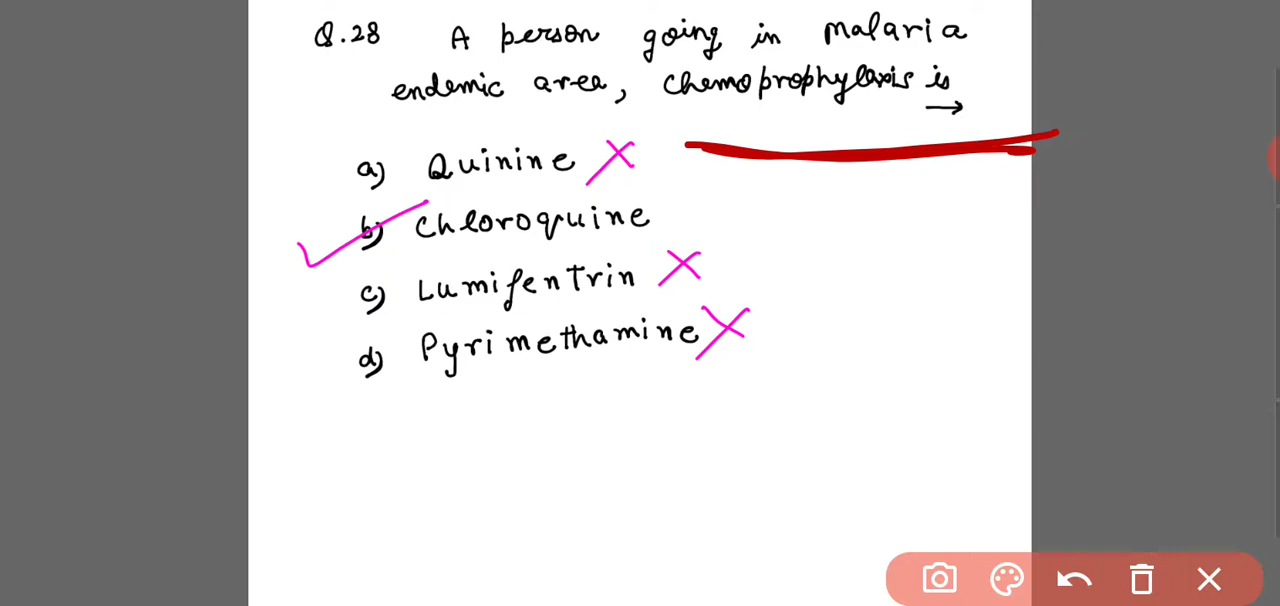 Q.28 A person going in malaria
endemic area, chemoprophylaxis is →
a) Quinine
b) Chloroquine
c) Lumifentrin
d) Pyrimethamine